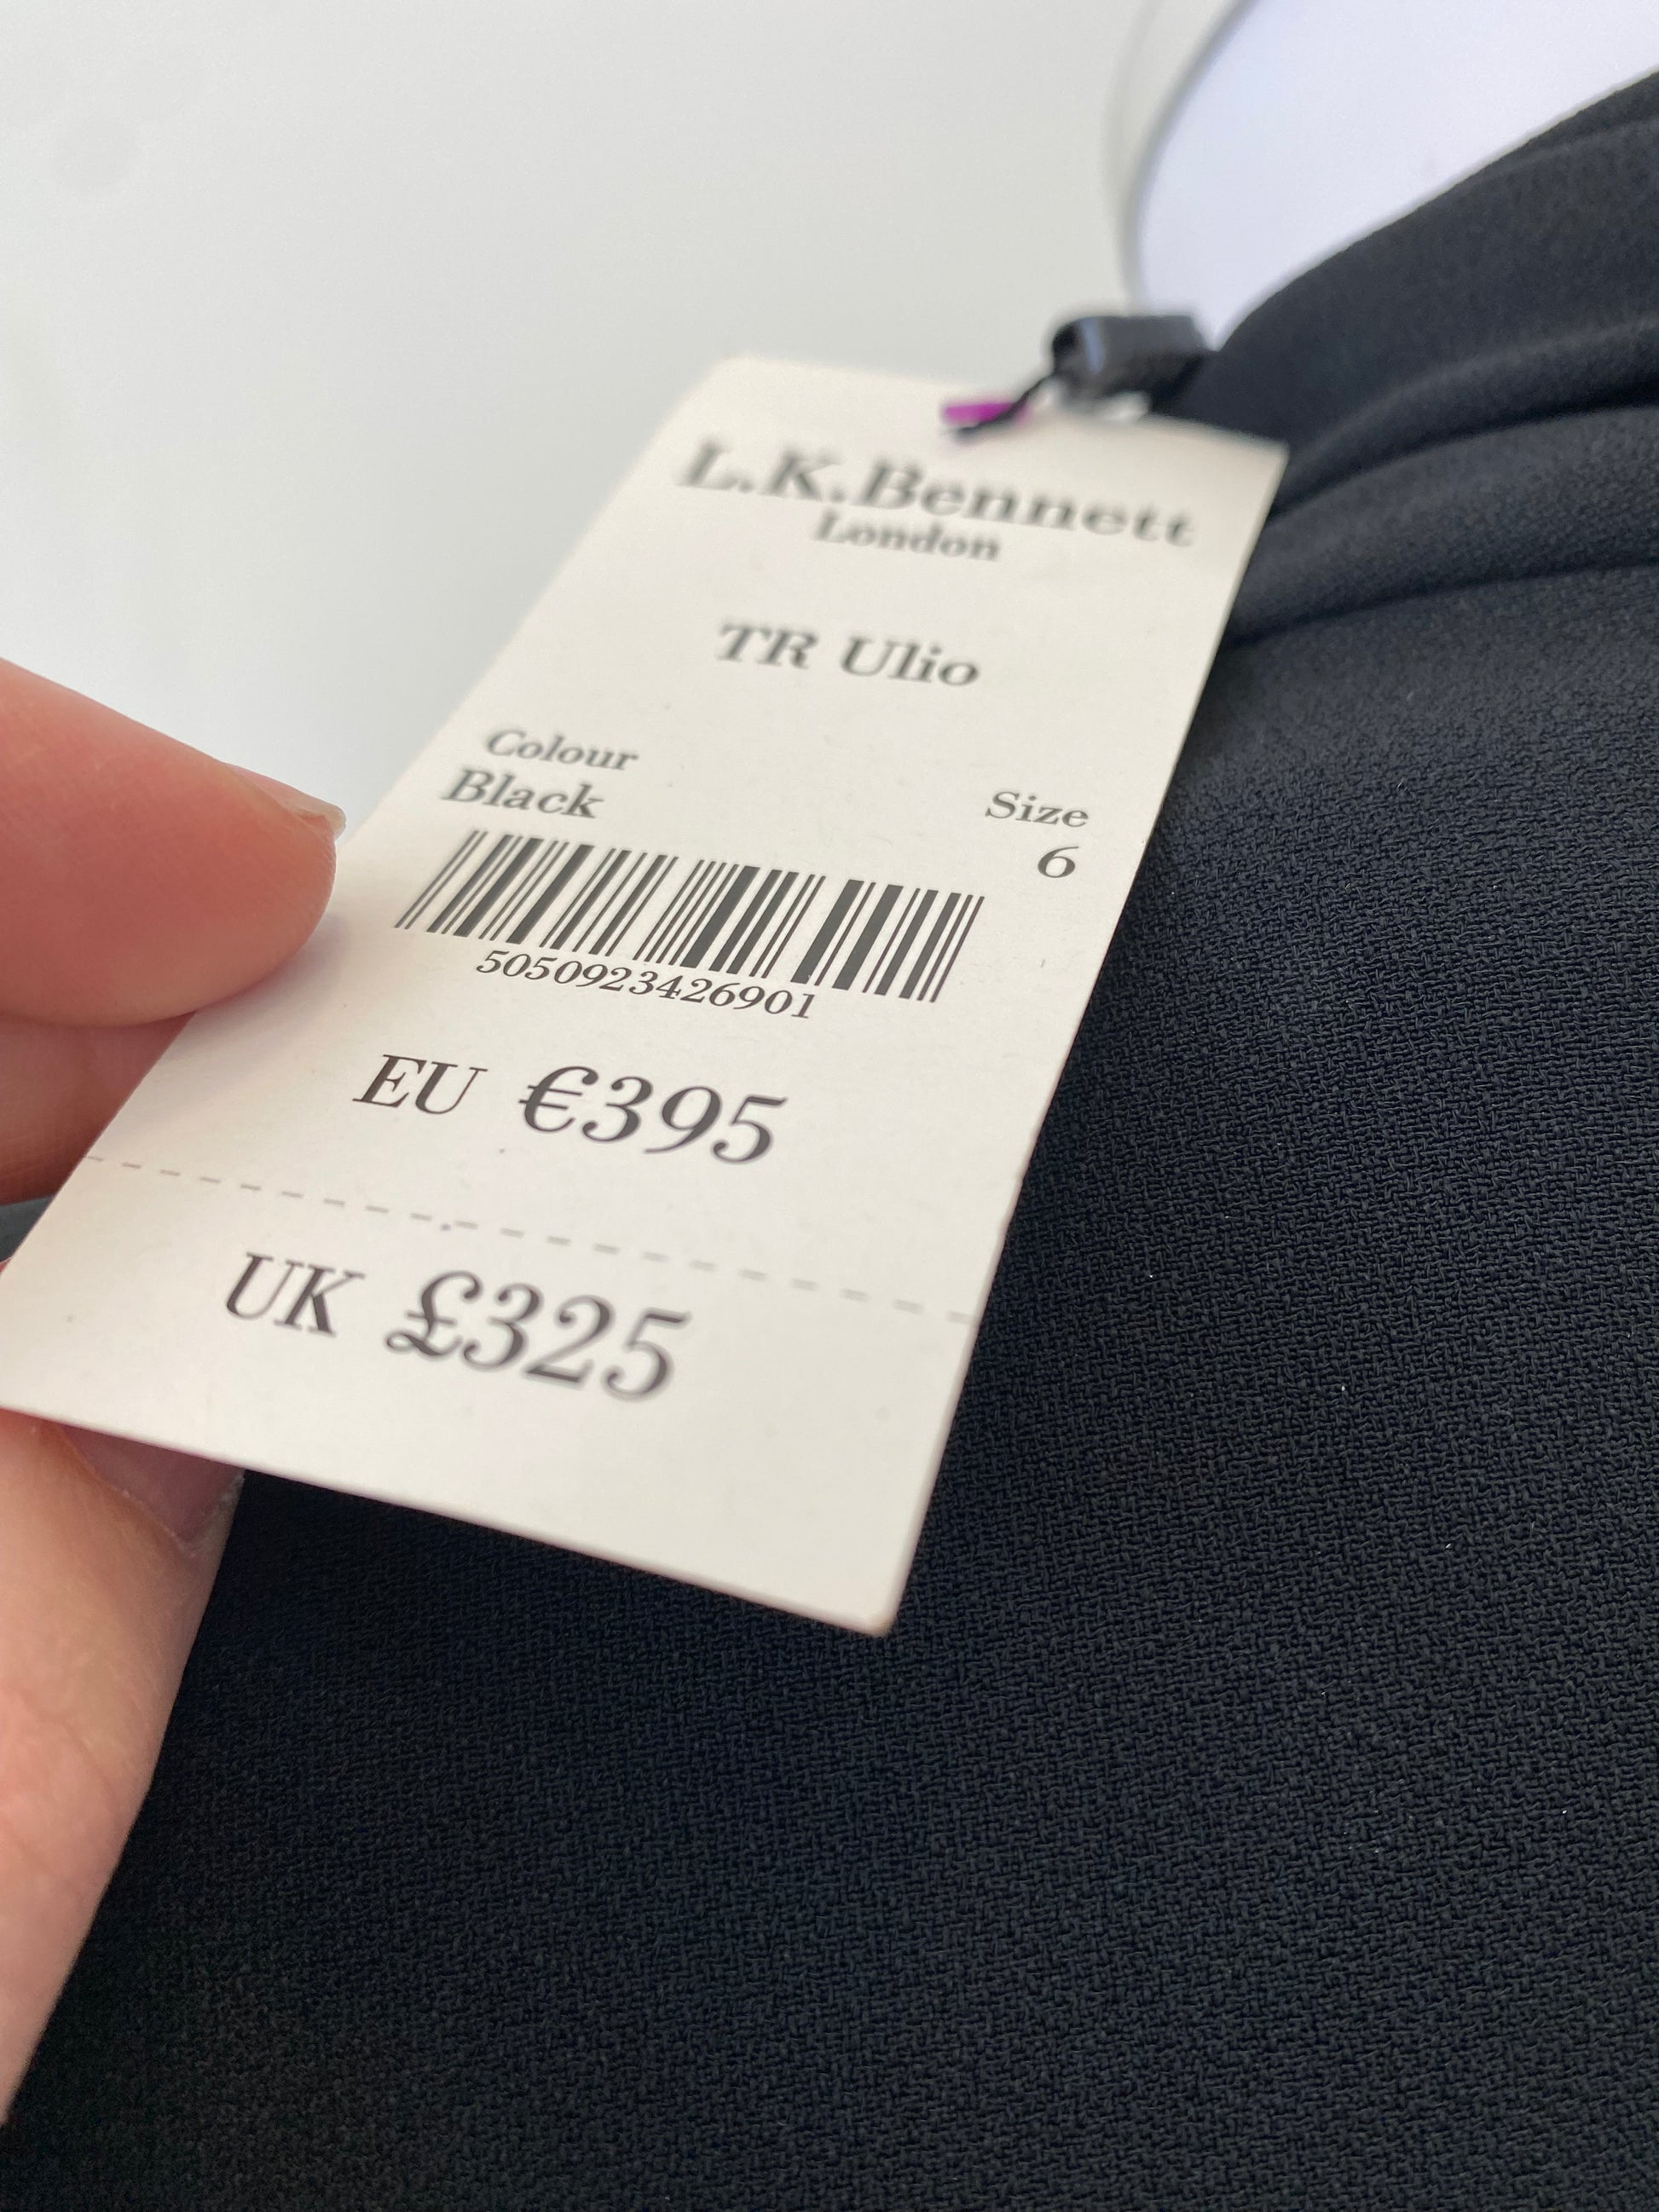 L.K.Bennett
London
TR Ulio
Colour
Black
Size
6
5050923426901
EU €395
UK £325